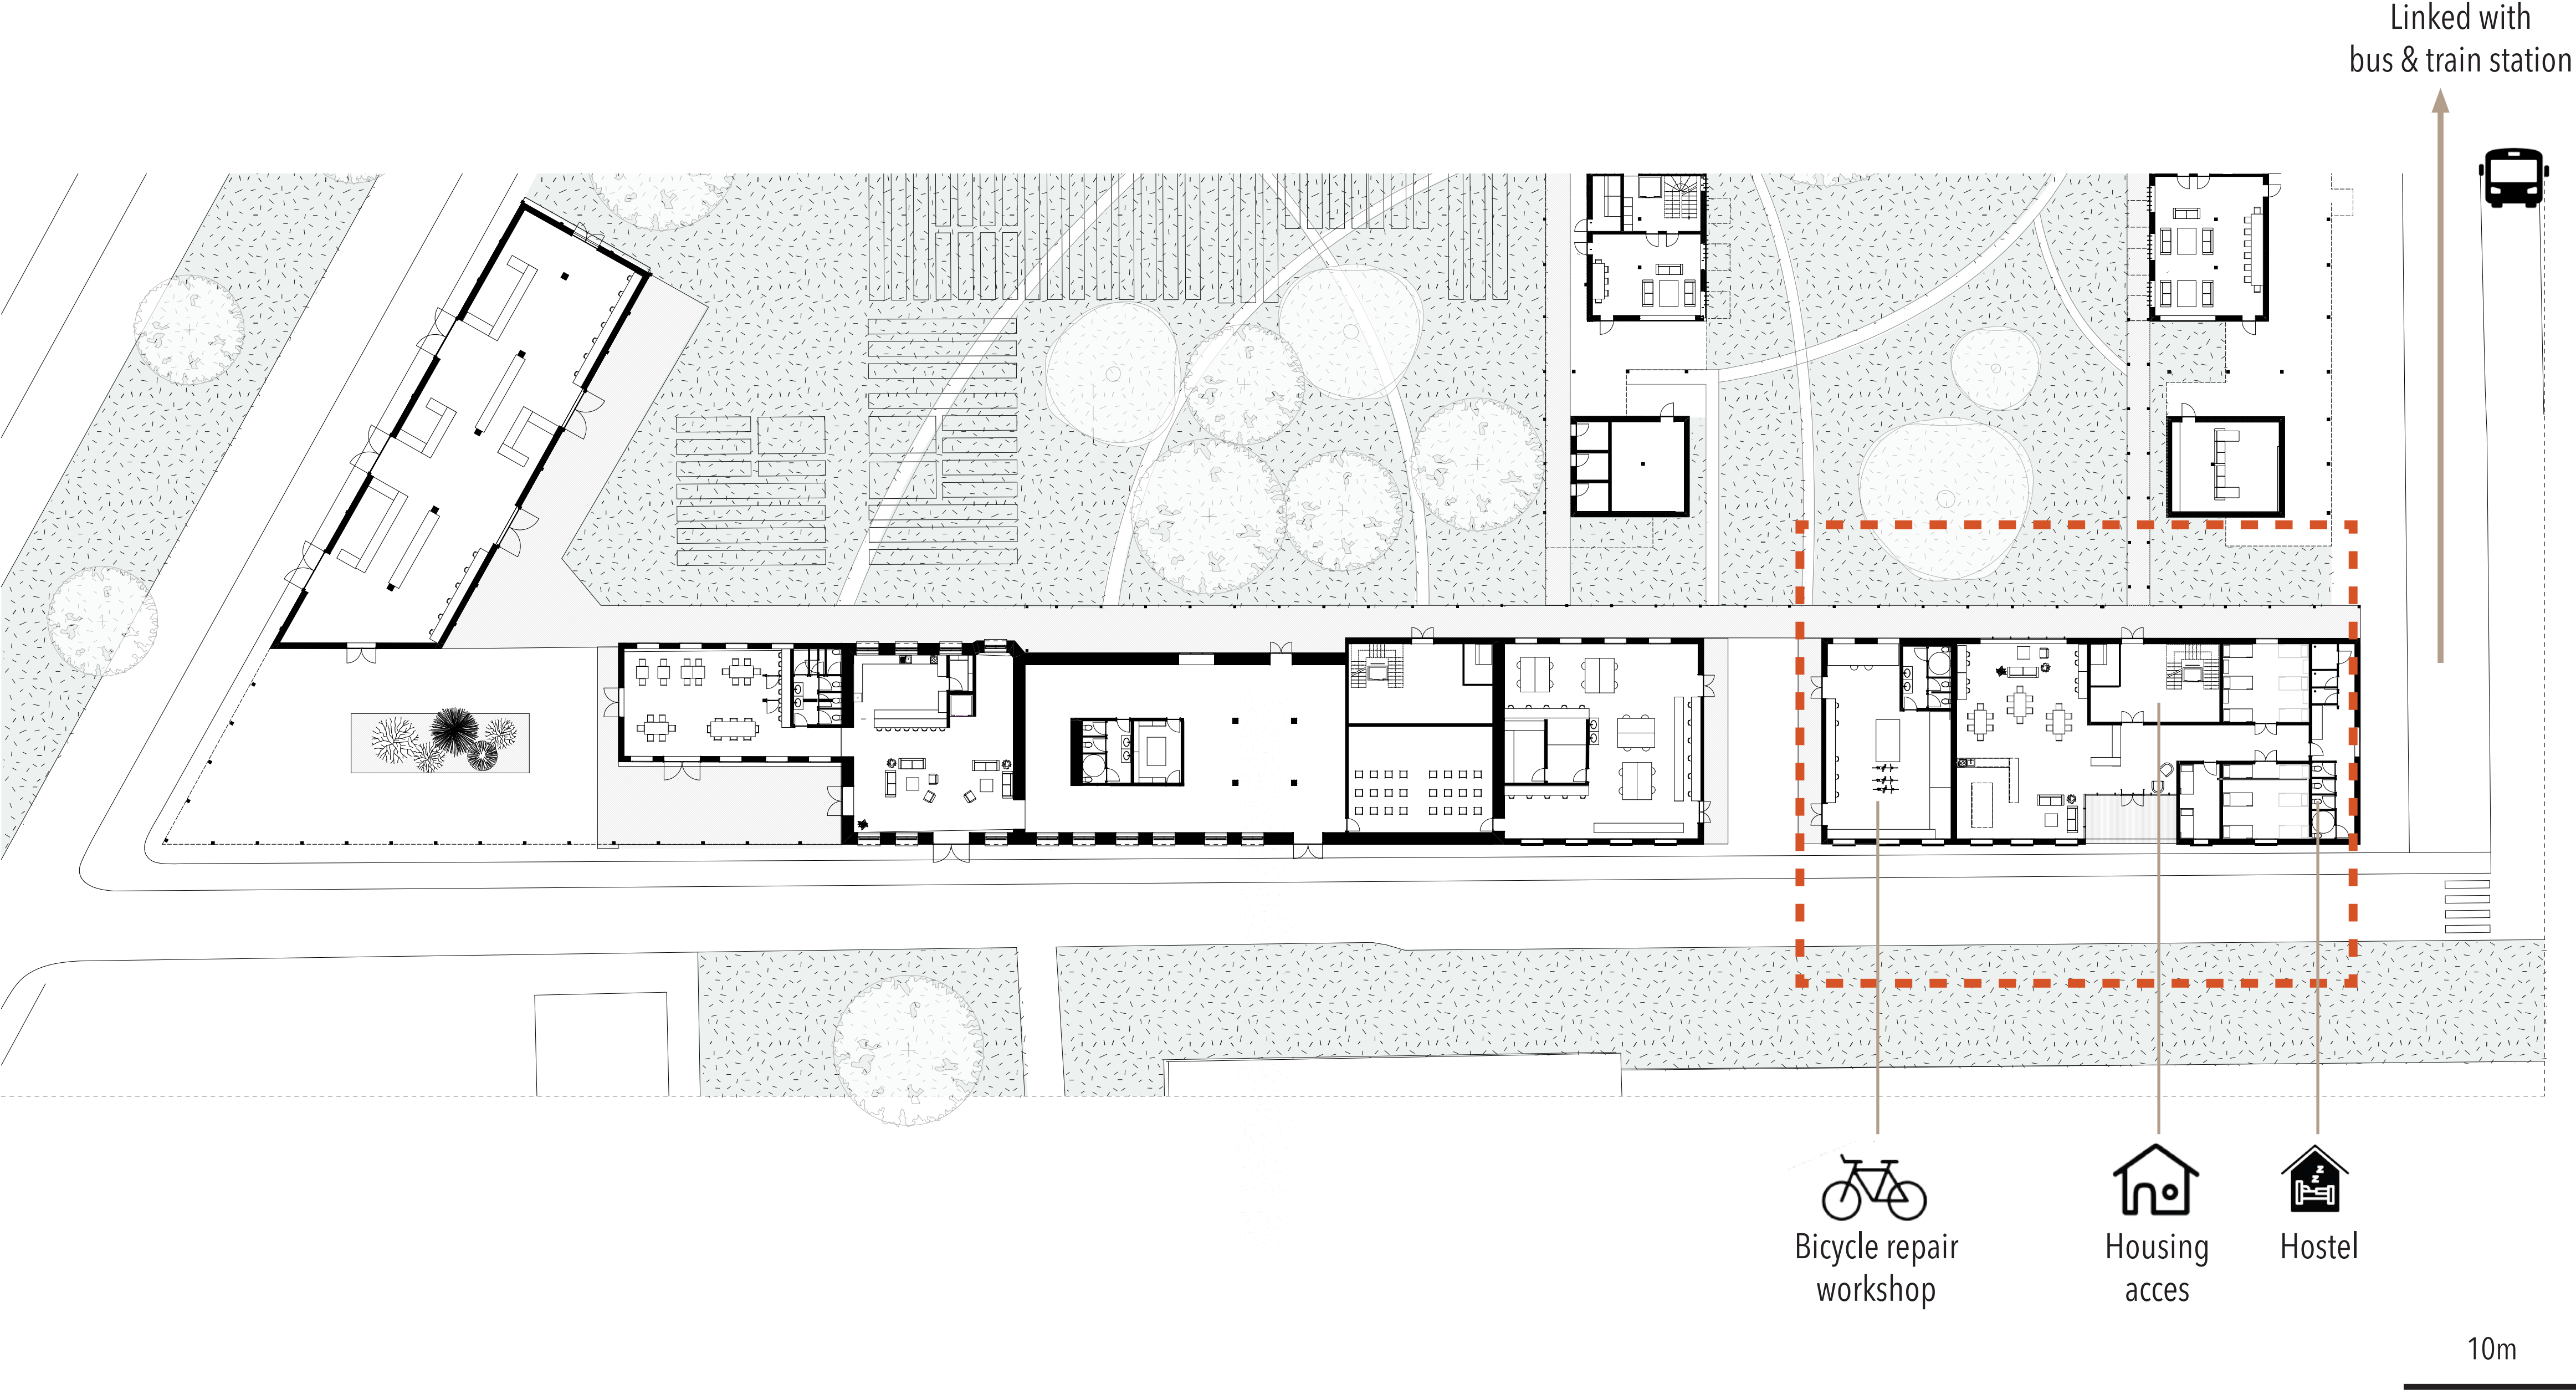 Linked with
bus & train station
Bicycle repair
workshop
Housing
acces
Hostel
10m